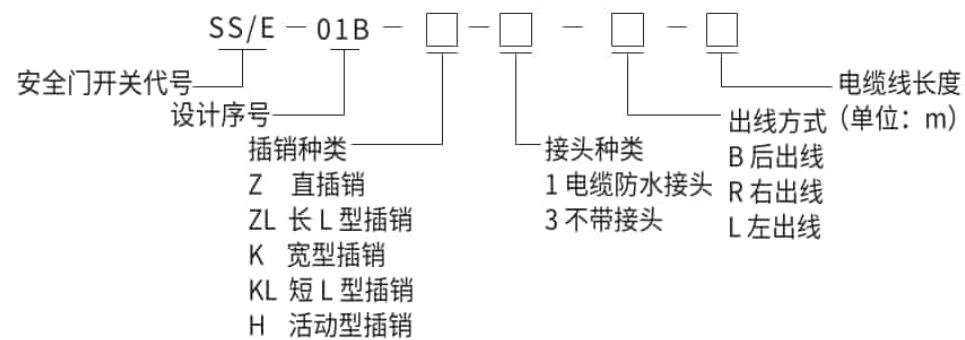 SS/E － 01B － □ － □ － □ － □
安全门开关代号
设计序号
插销种类
Z 直插销
ZL 长 L 型插销
K 宽型插销
KL 短 L 型插销
H 活动型插销
接头种类
1 电缆防水接头
3 不带接头
出线方式
B 后出线
R 右出线
L 左出线
电缆线长度
（单位：m）